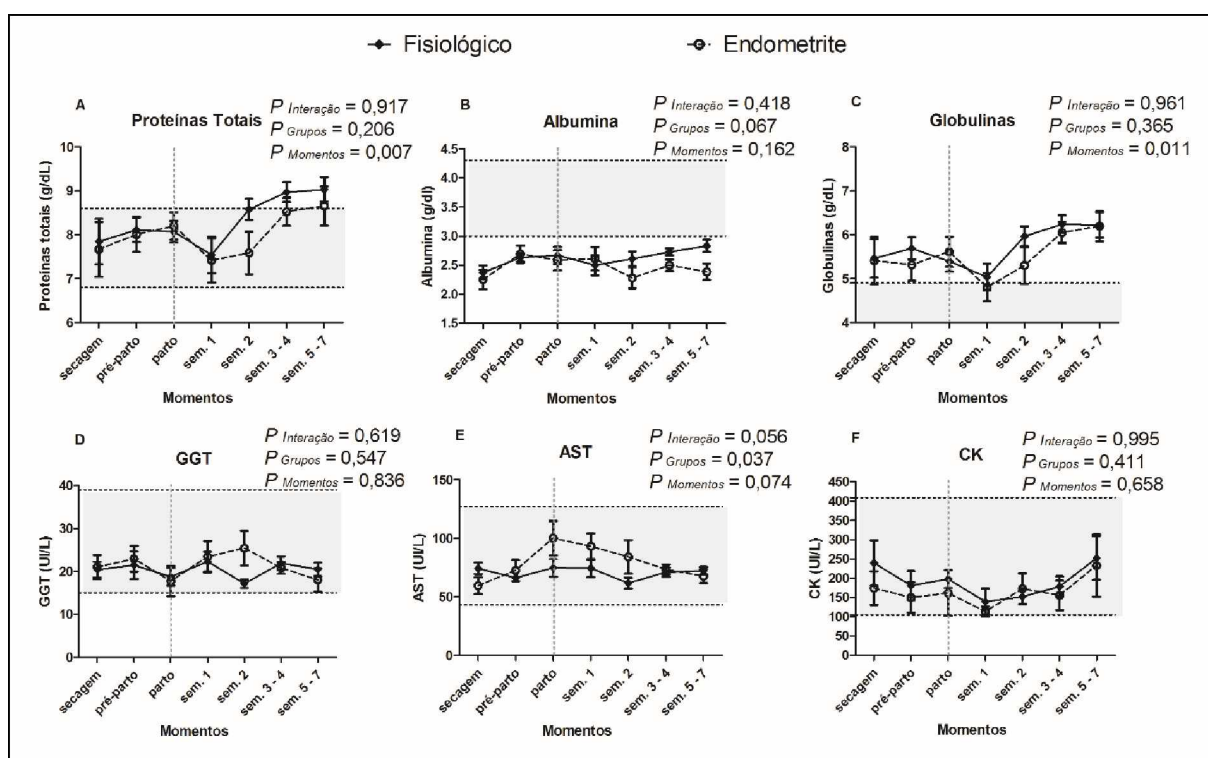 Fisiológico Endometrite
A
Proteínas Totais
P Interação = 0,917
P Grupos = 0,206
P Momentos = 0,007
Proteínas totais (g/dL)
10
9
8
7
6
secagem
pré-parto
parto
sem. 1
sem. 2
sem. 3 - 4
sem. 5 - 7
Momentos
B
Albumina
P Interação = 0,418
P Grupos = 0,067
P Momentos = 0,162
Albumina (g/dl)
4.5
4.0
3.5
3.0
2.5
2.0
1.5
secagem
pré-parto
parto
sem. 1
sem. 2
sem. 3 - 4
sem. 5 - 7
Momentos
C
Globulinas
P Interação = 0,961
P Grupos = 0,365
P Momentos = 0,011
Globulinas (g/dL)
8
6
5
4
secagem
pré-parto
parto
sem. 1
sem. 2
sem. 3 - 4
sem. 5 - 7
Momentos
D
GGT
P Interação = 0,619
P Grupos = 0,547
P Momentos = 0,836
GGT (UI/L)
40
30
20
10
0
secagem
pré-parto
parto
sem. 1
sem. 2
sem. 3 - 4
sem. 5 - 7
Momentos
E
AST
P Interação = 0,056
P Grupos = 0,037
P Momentos = 0,074
AST (UI/L)
150
100
50
0
secagem
pré-parto
parto
sem. 1
sem. 2
sem. 3 - 4
sem. 5 - 7
Momentos
F
CK
P Interação = 0,995
P Grupos = 0,411
P Momentos = 0,658
CK (UI/L)
450
400
350
300
250
200
150
100
50
0
secagem
pré-parto
parto
sem. 1
sem. 2
sem. 3 - 4
sem. 5 - 7
Momentos